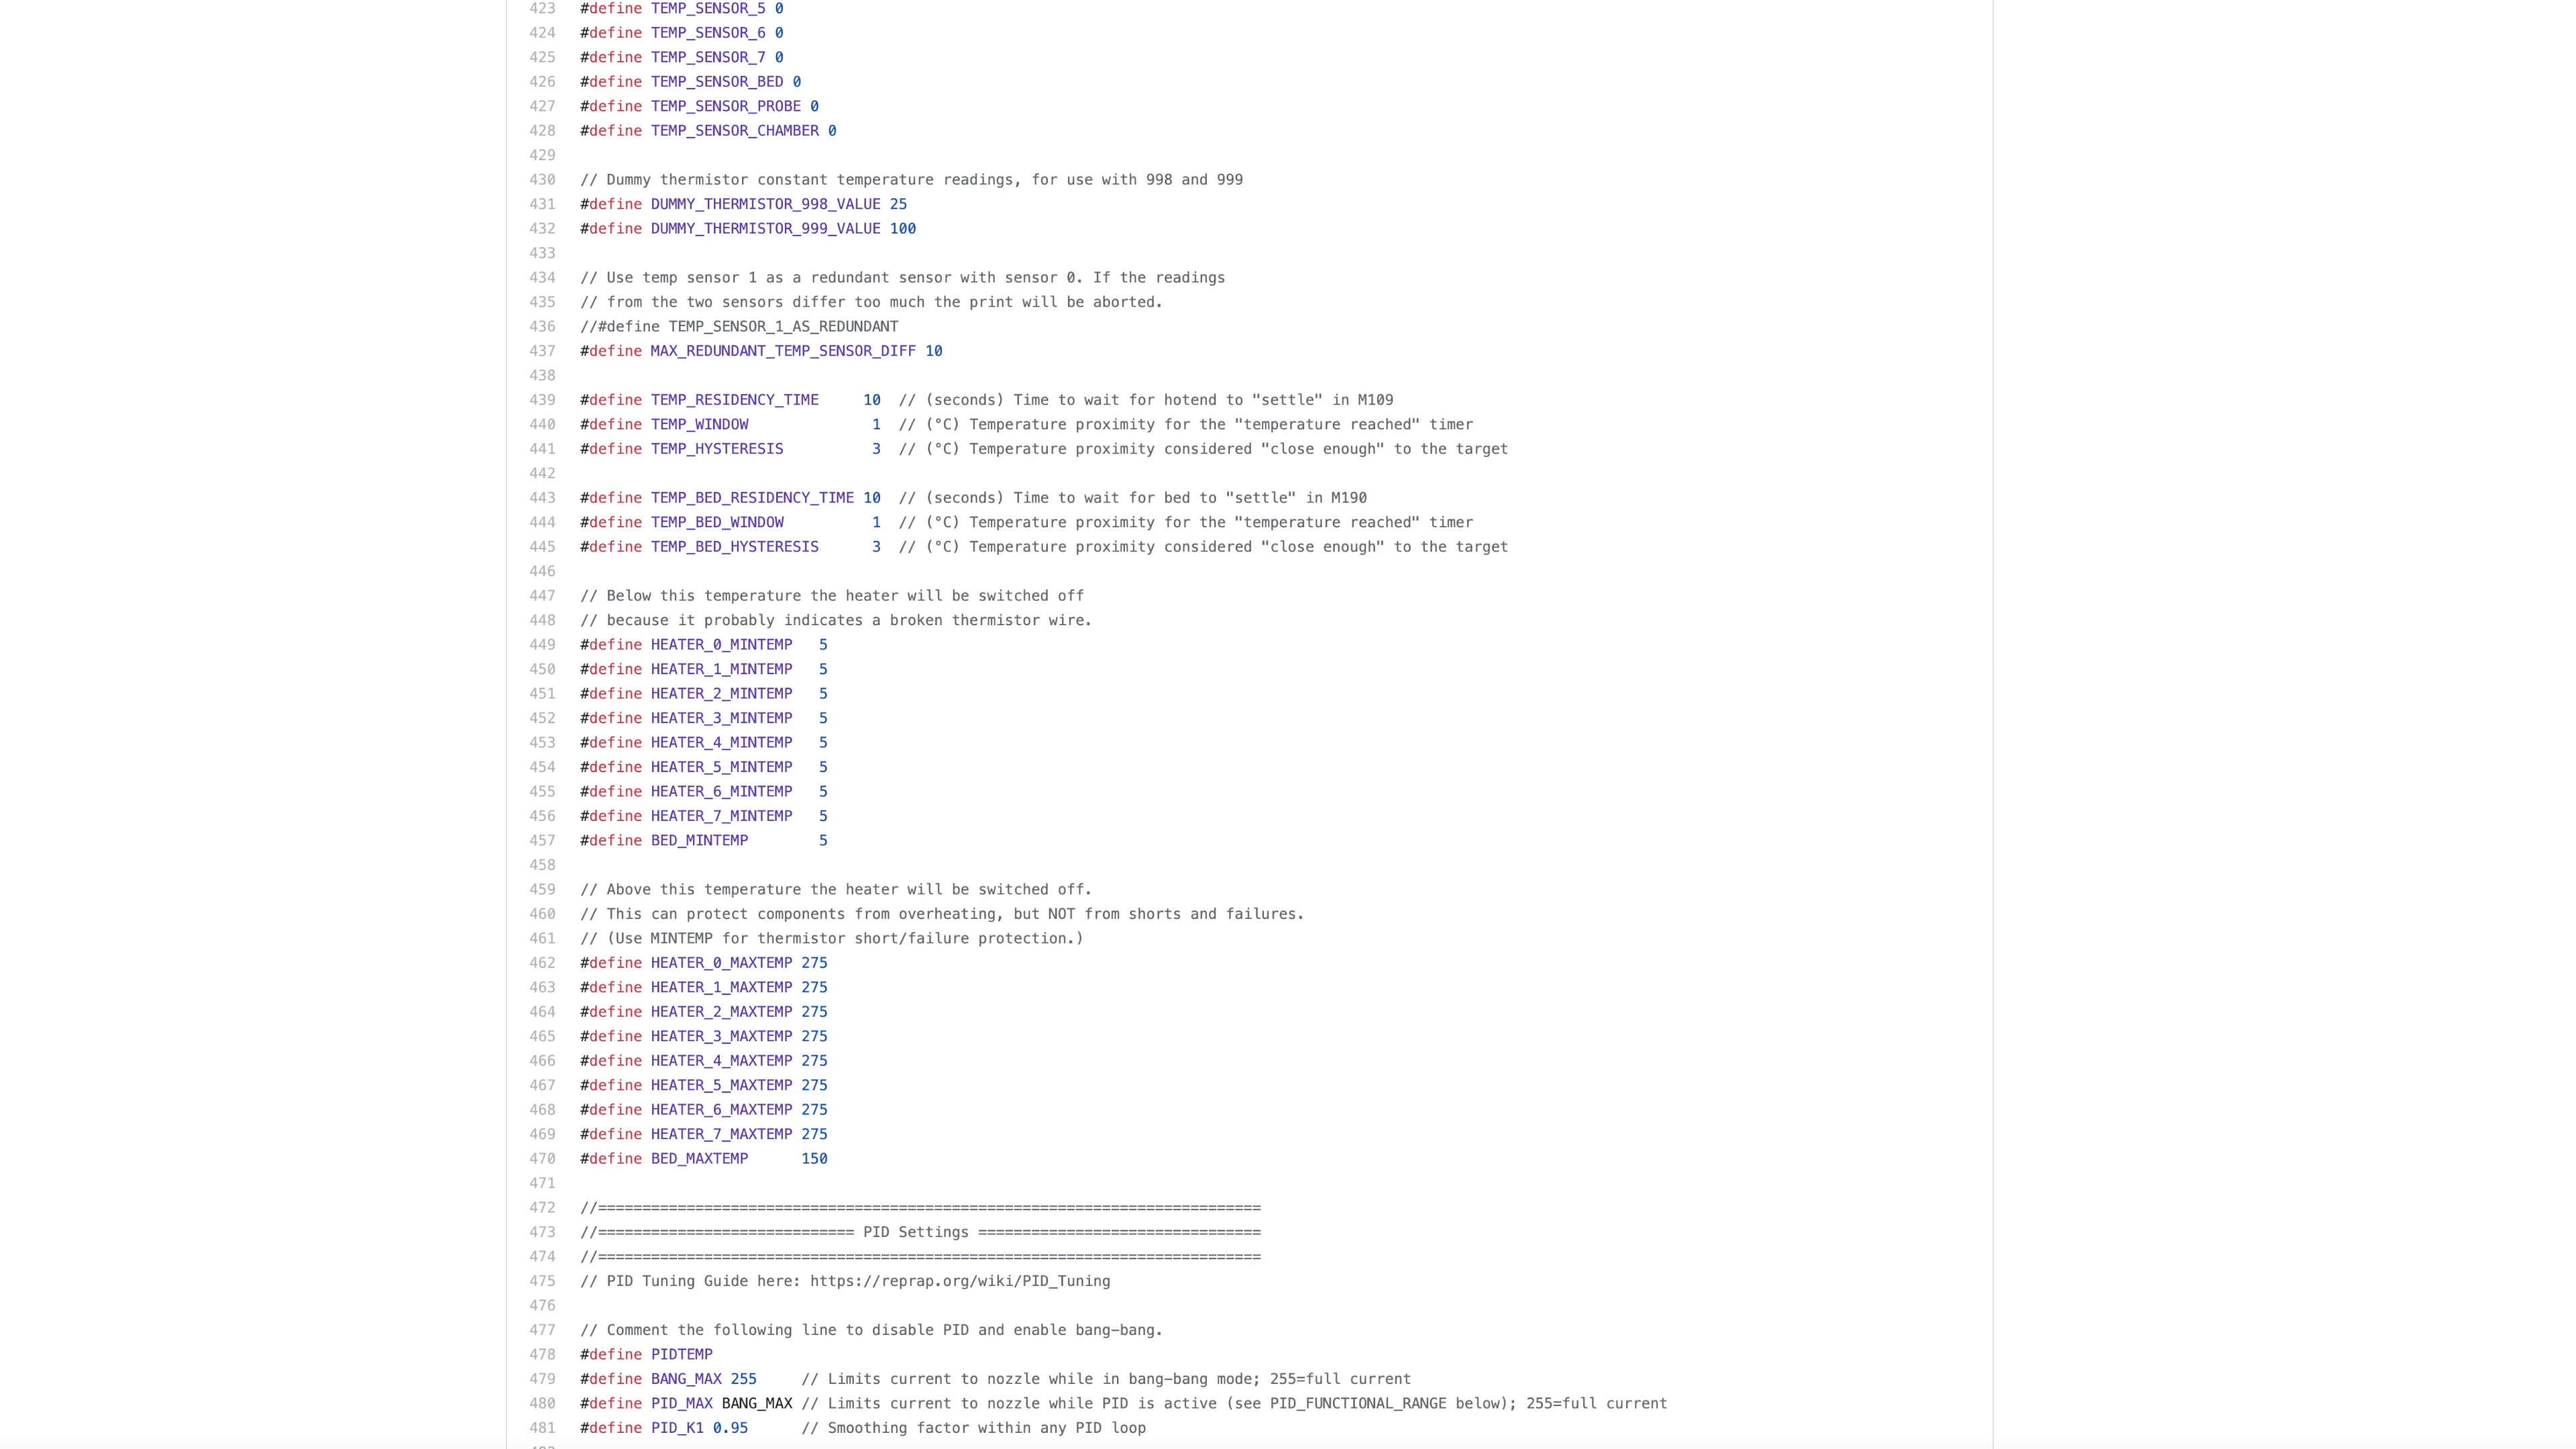 423 #define TEMP_SENSOR_5 0
424 #define TEMP_SENSOR_6 0
425 #define TEMP_SENSOR_7 0
426 #define TEMP_SENSOR_BED 0
427 #define TEMP_SENSOR_PROBE 0
428 #define TEMP_SENSOR_CHAMBER 0
429
430 // Dummy thermistor constant temperature readings, for use with 998 and 999
431 #define DUMMY_THERMISTOR_998_VALUE 25
432 #define DUMMY_THERMISTOR_999_VALUE 100
433
434 // Use temp sensor 1 as a redundant sensor with sensor 0. If the readings
435 // from the two sensors differ too much the print will be aborted.
436 //#define TEMP_SENSOR_1_AS_REDUNDANT
437 #define MAX_REDUNDANT_TEMP_SENSOR_DIFF 10
438
439 #define TEMP_RESIDENCY_TIME     10  // (seconds) Time to wait for hotend to "settle" in M109
440 #define TEMP_WINDOW              1  // (°C) Temperature proximity for the "temperature reached" timer
441 #define TEMP_HYSTERESIS          3  // (°C) Temperature proximity considered "close enough" to the target
442
443 #define TEMP_BED_RESIDENCY_TIME 10  // (seconds) Time to wait for bed to "settle" in M190
444 #define TEMP_BED_WINDOW          1  // (°C) Temperature proximity for the "temperature reached" timer
445 #define TEMP_BED_HYSTERESIS      3  // (°C) Temperature proximity considered "close enough" to the target
446
447 // Below this temperature the heater will be switched off
448 // because it probably indicates a broken thermistor wire.
449 #define HEATER_0_MINTEMP   5
450 #define HEATER_1_MINTEMP   5
451 #define HEATER_2_MINTEMP   5
452 #define HEATER_3_MINTEMP   5
453 #define HEATER_4_MINTEMP   5
454 #define HEATER_5_MINTEMP   5
455 #define HEATER_6_MINTEMP   5
456 #define HEATER_7_MINTEMP   5
457 #define BED_MINTEMP        5
458
459 // Above this temperature the heater will be switched off.
460 // This can protect components from overheating, but NOT from shorts and failures.
461 // (Use MINTEMP for thermistor short/failure protection.)
462 #define HEATER_0_MAXTEMP 275
463 #define HEATER_1_MAXTEMP 275
464 #define HEATER_2_MAXTEMP 275
465 #define HEATER_3_MAXTEMP 275
466 #define HEATER_4_MAXTEMP 275
467 #define HEATER_5_MAXTEMP 275
468 #define HEATER_6_MAXTEMP 275
469 #define HEATER_7_MAXTEMP 275
470 #define BED_MAXTEMP      150
471
472 //===========================================================================
473 //============================= PID Settings ================================
474 //===========================================================================
475 // PID Tuning Guide here: https://reprap.org/wiki/PID_Tuning
476
477 // Comment the following line to disable PID and enable bang-bang.
478 #define PIDTEMP
479 #define BANG_MAX 255     // Limits current to nozzle while in bang-bang mode; 255=full current
480 #define PID_MAX BANG_MAX // Limits current to nozzle while PID is active (see PID_FUNCTIONAL_RANGE below); 255=full current
481 #define PID_K1 0.95      // Smoothing factor within any PID loop